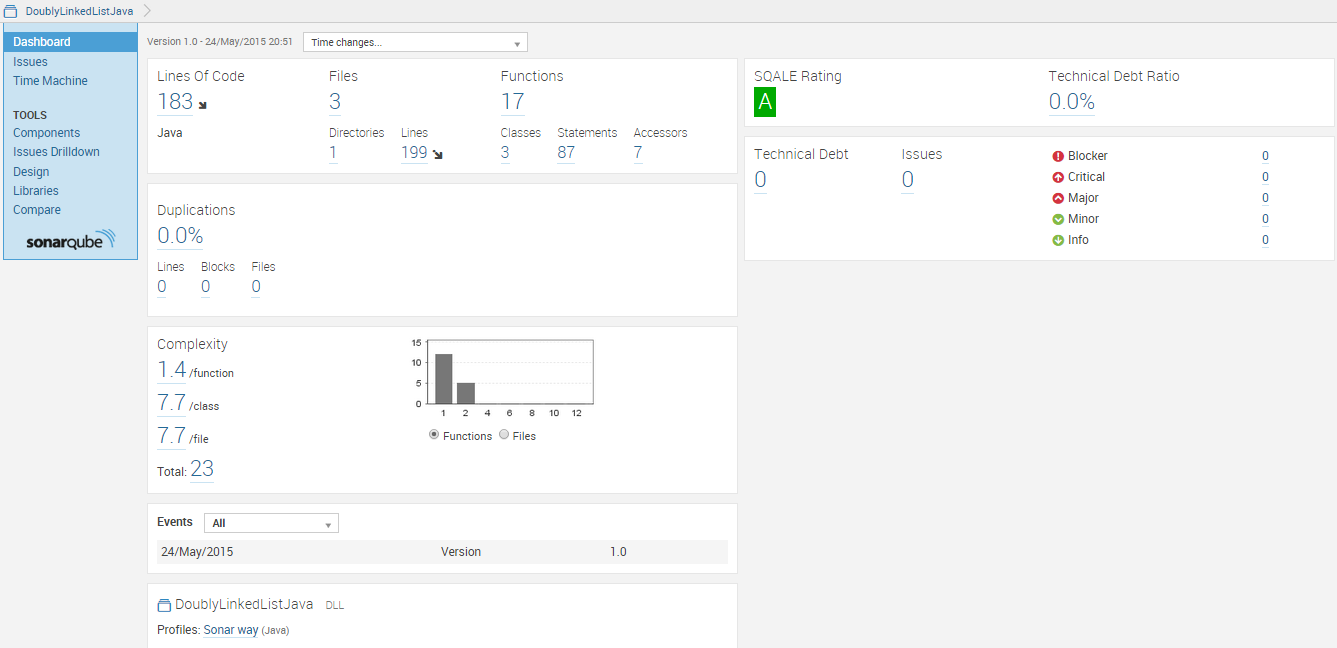 DoublyLinkedListJava
Dashboard
Issues
Time Machine
TOOLS
Components
Issues Drilldown
Design
Libraries
Compare
sonarqube
Version 1.0 - 24/May/2015 20:51 Time changes...
Lines Of Code Files Functions
183 3 17
Java Directories Lines Classes Statements Accessors
1 199 3 87 7
Duplications
0.0%
Lines Blocks Files
0 0 0
Complexity
1.4 /function
7.7 /class
7.7 /file
Total: 23
15
10
5
0
1 2 4 6 8 10 12
Functions Files
Events All
24/May/2015 Version 1.0
DoublyLinkedListJava DLL
Profiles: Sonar way (Java)
SQALE Rating Technical Debt Ratio
A 0.0%
Technical Debt Issues
0 0
Blocker 0
Critical 0
Major 0
Minor 0
Info 0